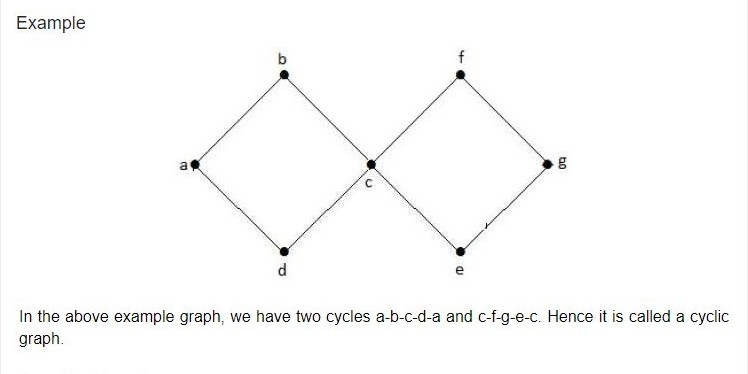 Example
b
f
a
g
c
d
e
In the above example graph, we have two cycles a-b-c-d-a and c-f-g-e-c. Hence it is called a cyclic
graph.